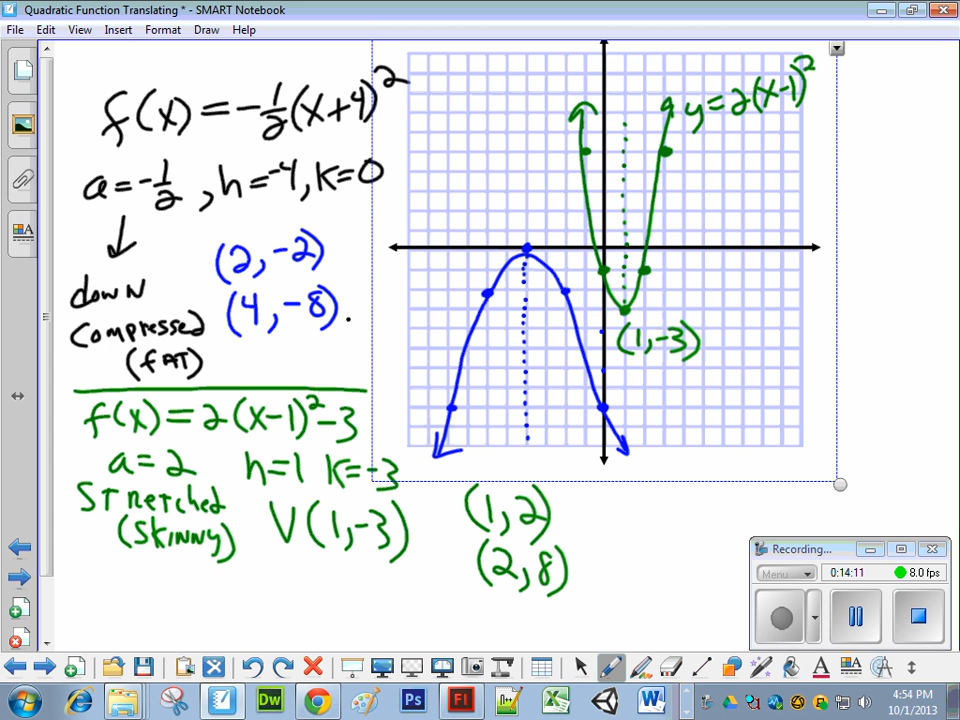 Quadratic Function Translating * - SMART Notebook
File Edit View Insert Format Draw Help
f(x) = -1/2(x+4)²
a = -1/2, h = -4, k = 0
down
compressed
(fAT)
(2, -2)
(4, -8).
f(x) = 2(x-1)²-3
a = 2 h = 1 k = -3
Stretched
(Skinny)
V(1, -3)
(1, 2)
(2, 8)
y = 2(x-1)²
(1, -3)
Recording...
Menu
0:14:11
8.0 fps
A
Dw
Ps
Fl
n++
W
4:54 PM
10/1/2013